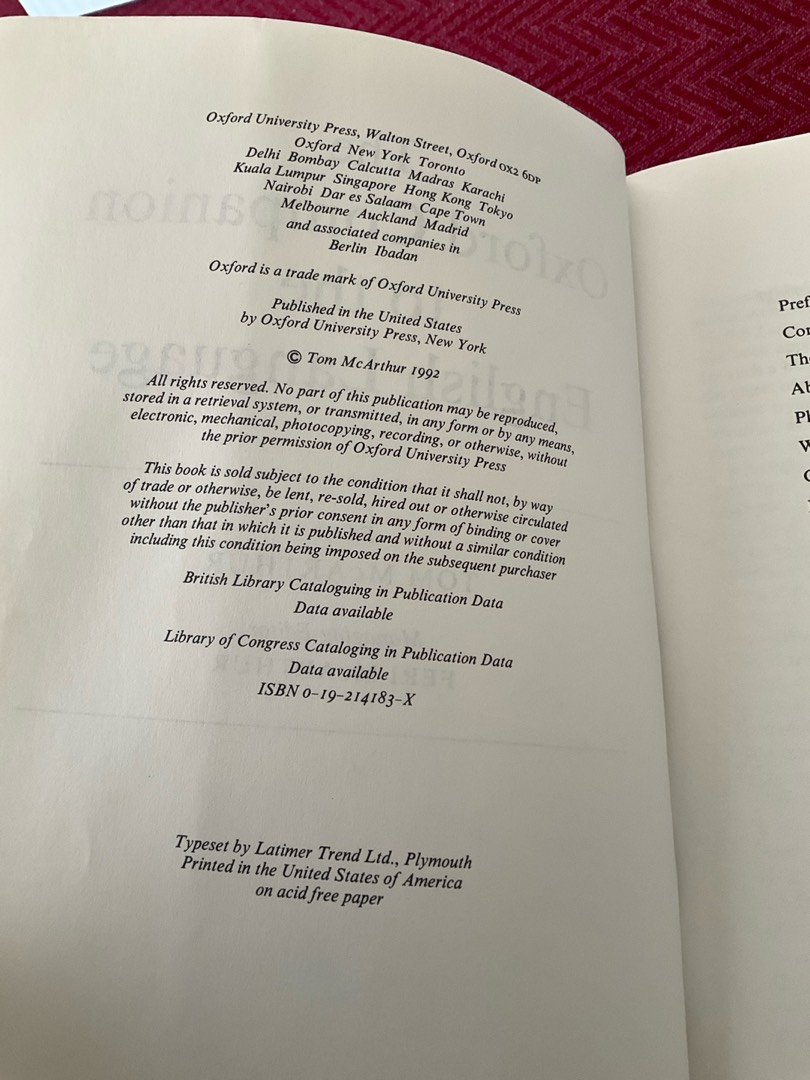 Oxford University Press, Walton Street, Oxford OX2 6DP
Oxford New York Toronto
Delhi Bombay Calcutta Madras Karachi
Kuala Lumpur Singapore Hong Kong Tokyo
Nairobi Dar es Salaam Cape Town
Melbourne Auckland Madrid
and associated companies in
Berlin Ibadan
Oxford is a trade mark of Oxford University Press
Published in the United States
by Oxford University Press, New York
© Tom McArthur 1992
All rights reserved. No part of this publication may be reproduced,
stored in a retrieval system, or transmitted, in any form or by any means,
electronic, mechanical, photocopying, recording, or otherwise, without
the prior permission of Oxford University Press
This book is sold subject to the condition that it shall not, by way
of trade or otherwise, be lent, re-sold, hired out or otherwise circulated
without the publisher's prior consent in any form of binding or cover
other than that in which it is published and without a similar condition
including this condition being imposed on the subsequent purchaser
British Library Cataloguing in Publication Data
Data available
Library of Congress Cataloging in Publication Data
Data available
ISBN 0-19-214183-X
Typeset by Latimer Trend Ltd., Plymouth
Printed in the United States of America
on acid free paper